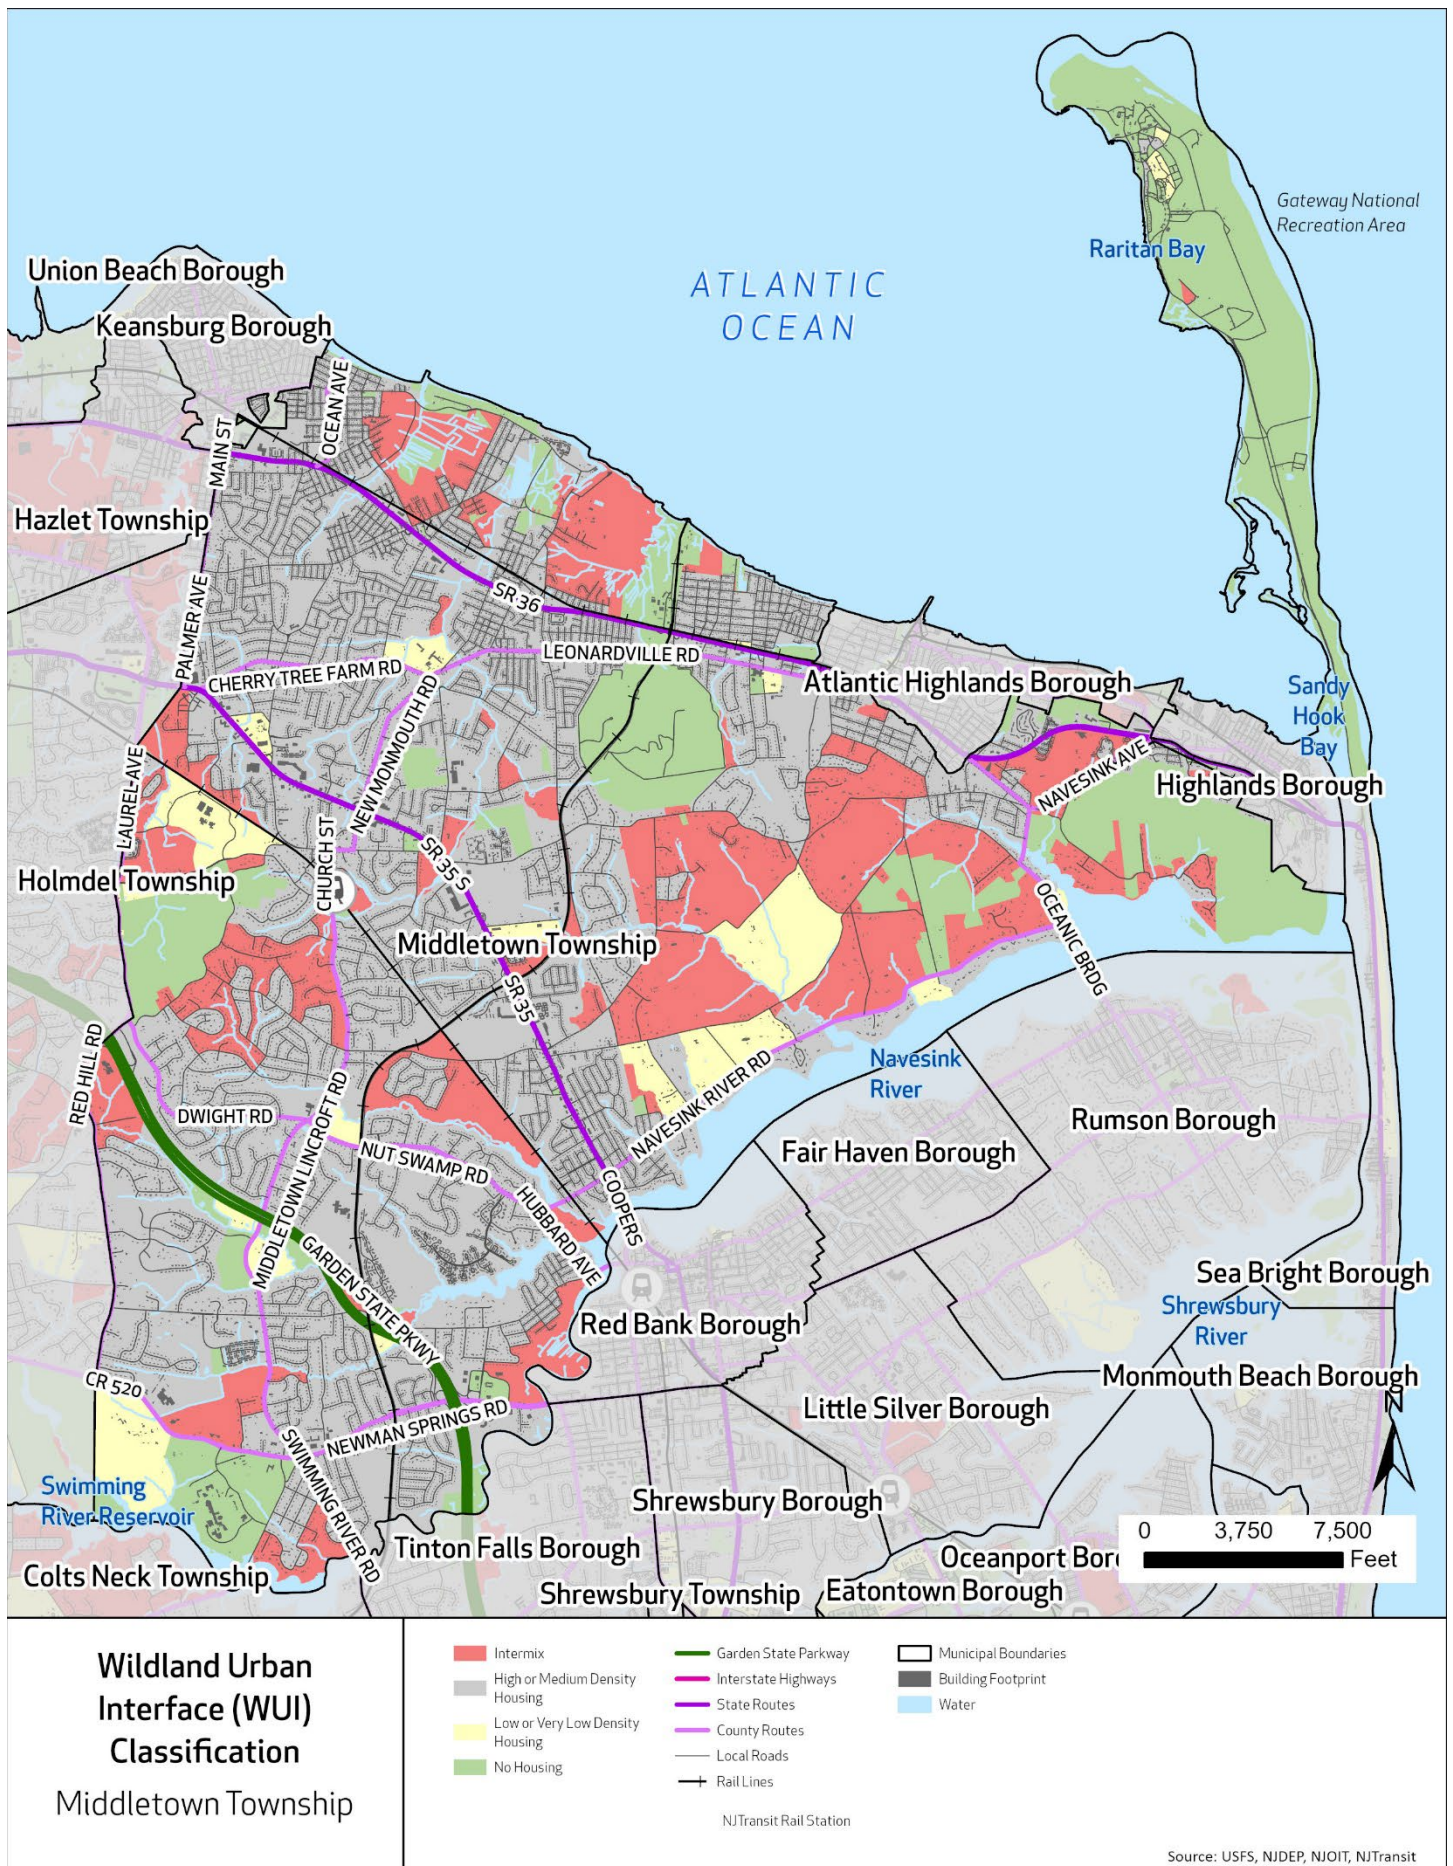 Gateway National
Recreation Area
Raritan Bay
Union Beach Borough
ATLANTIC
OCEAN
Keansburg Borough
OCEAN AVE
MAIN ST
Hazlet Township
SR 36
PALMER AVE
CHERRY TREE FARM RD
LEONARDVILLE RD
NEW MONMOUTH RD
Atlantic Highlands Borough
Sandy
Hook
Bay
LAUREL AVE
NAVESINK AVE
Highlands Borough
CHURCH ST
SR 35 S
Holmdel Township
OCEANIC BRDG
Middletown Township
SR 35
RED HILL RD
Navesink
River
NAVESINK RIVER RD
DWIGHT RD
MIDDLETOWN LINCROFT RD
NUT SWAMP RD
Rumson Borough
Fair Haven Borough
COOPERS
HUBBARD AVE
GARDEN STATE PKWY
Sea Bright Borough
Shrewsbury
River
Red Bank Borough
Monmouth Beach Borough
CR 520
NEWMAN SPRINGS RD
Little Silver Borough
N
SWIMMING RIVER RD
Swimming
River Reservoir
Shrewsbury Borough
0 3,750 7,500
Feet
Tinton Falls Borough
Oceanport Boro
Colts Neck Township
Shrewsbury Township
Eatontown Borough
Wildland Urban
Interface (WUI)
Classification
Middletown Township
Intermix
High or Medium Density
Housing
Low or Very Low Density
Housing
No Housing
Garden State Parkway
Interstate Highways
State Routes
County Routes
Local Roads
Rail Lines
NJTransit Rail Station
Municipal Boundaries
Building Footprint
Water
Source: USFS, NJDEP, NJOIT, NJTransit